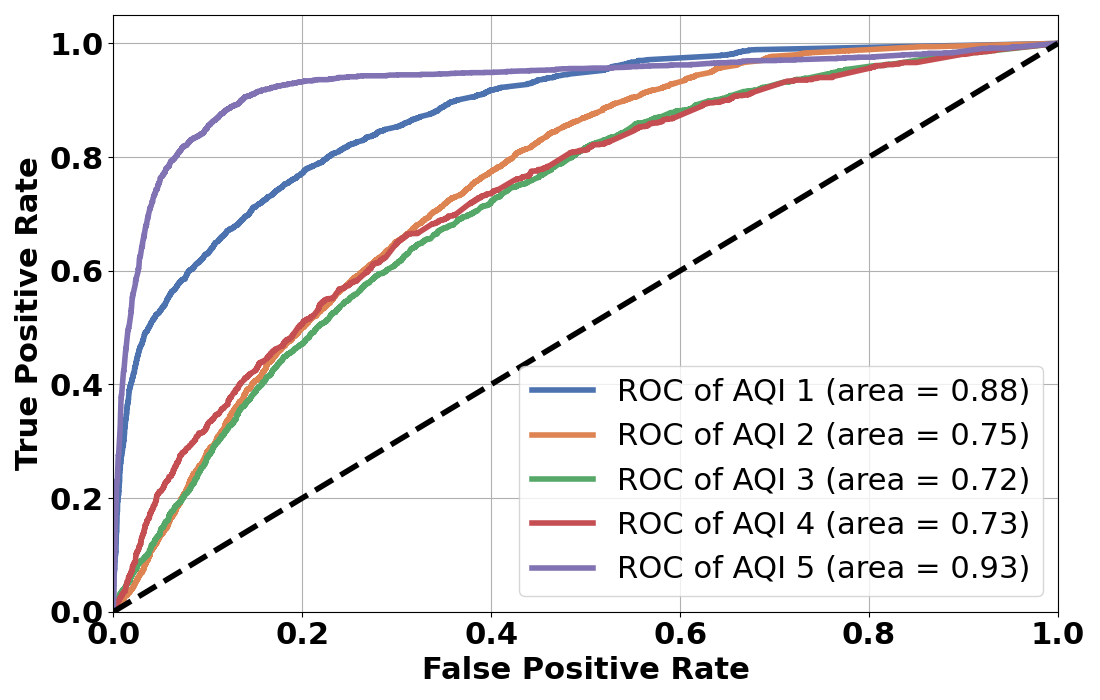 1.0
0.8
0.6
0.4
0.2
0.0
True Positive Rate
ROC of AQI 1 (area = 0.88)
ROC of AQI 2 (area = 0.75)
ROC of AQI 3 (area = 0.72)
ROC of AQI 4 (area = 0.73)
ROC of AQI 5 (area = 0.93)
0.0 0.2 0.4 0.6 0.8 1.0
False Positive Rate